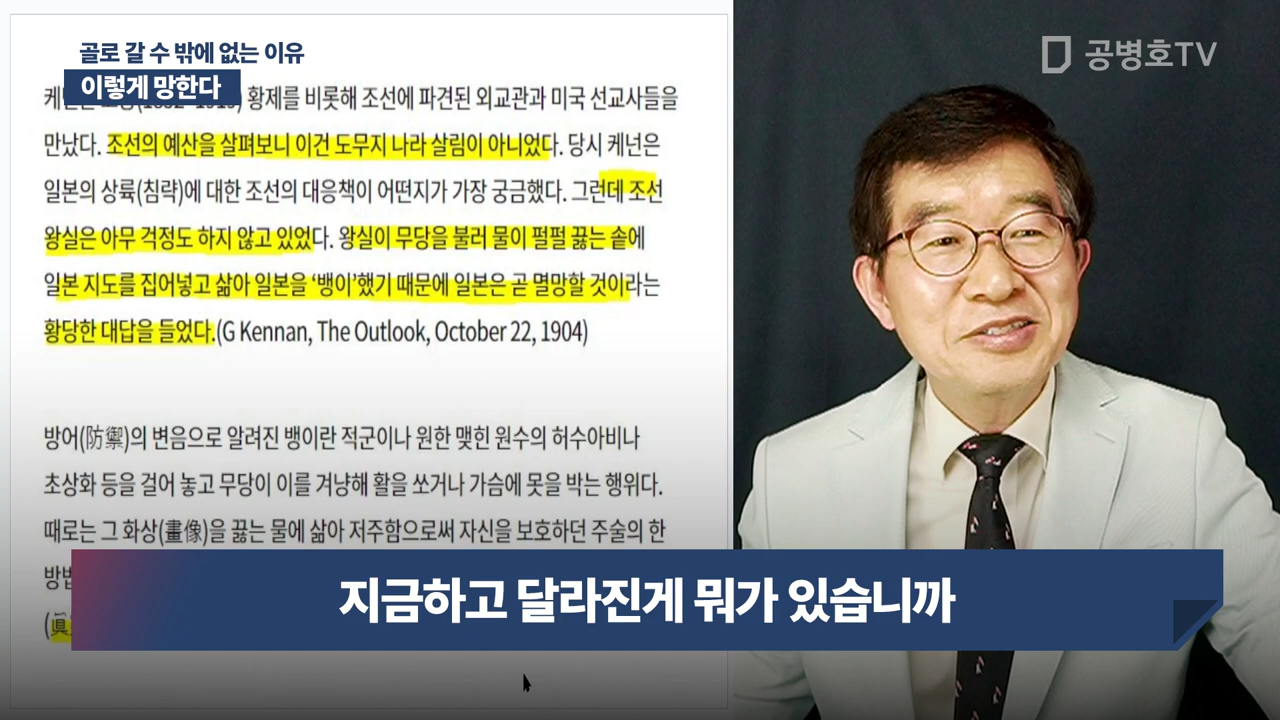 골로 갈 수 밖에 없는 이유
이렇게 망한다
공병호TV
황제를 비롯해 조선에 파견된 외교관과 미국 선교사들을
만났다. 조선의 예산을 살펴보니 이건 도무지 나라 살림이 아니었다. 당시 케넌은
일본의 상륙(침략)에 대한 조선의 대응책이 어떤지가 가장 궁금했다. 그런데 조선
왕실은 아무 걱정도 하지 않고 있었다. 왕실이 무당을 불러 물이 펄펄 끓는 솥에
일본 지도를 집어넣고 삶아 일본을 ‘뱅이’했기 때문에 일본은 곧 멸망할 것이라는
황당한 대답을 들었다.(G Kennan, The Outlook, October 22, 1904)
방어(防禦)의 변음으로 알려진 뱅이란 적군이나 원한 맺힌 원수의 허수아비나
초상화 등을 걸어 놓고 무당이 이를 겨냥해 활을 쏘거나 가슴에 못을 박는 행위다.
때로는 그 화상(畫像)을 끓는 물에 삶아 저주함으로써 자신을 보호하던 주술의 한
지금하고 달라진게 뭐가 있습니까